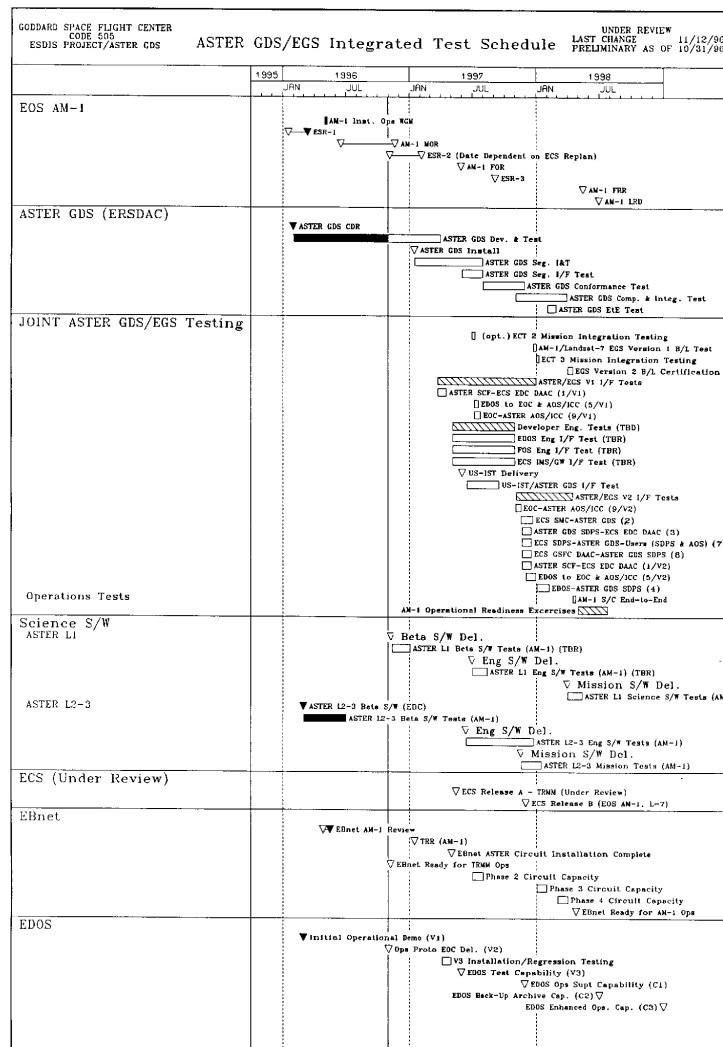 GODDARD SPACE FLIGHT CENTER
CODE 505
ESDIS PROJECT/ASTER GDS
ASTER GDS/EGS Integrated Test Schedule
UNDER REVIEW
LAST CHANGE 11/12/96
PRELIMINARY AS OF 10/31/96
1995 1996 1997 1998
JAN JUL JAN JUL JAN JUL
EOS AM-1
AM-1 Inst. Ops WGM
ESR-1
AM-1 MOR
ESR-2 (Date Dependent on ECS Replan)
AM-1 FOR
ESR-3
AM-1 FRR
AM-1 LRD
ASTER GDS (ERSDAC)
ASTER GDS CDR
ASTER GDS Dev. & Test
ASTER GDS Install
ASTER GDS Seg. I&T
ASTER GDS Seg. I/F Test
ASTER GDS Conformance Test
ASTER GDS Comp. & Integ. Test
ASTER GDS EtE Test
JOINT ASTER GDS/EGS Testing
(opt.) ECT 2 Mission Integration Testing
AM-1/Landsat-7 EGS Version 1 B/L Test
ECT 3 Mission Integration Testing
EGS Version 2 B/L Certification
ASTER/EGS V1 I/F Tests
ASTER SCF-ECS EDC DAAC (1/V1)
EDOS to EOC & AOS/ICC (5/V1)
EOC-ASTER AOS/ICC (9/V1)
Developer Eng. Tests (TBD)
EDOS Eng I/F Test (TBR)
FOS Eng I/F Test (TBR)
ECS IMS/GW I/F Test (TBR)
US-IST Delivery
US-IST/ASTER GDS I/F Test
ASTER/EGS V2 I/F Tests
EOC-ASTER AOS/ICC (9/V2)
ECS SMC-ASTER GDS (2)
ASTER GDS SDPS-ECS EDC DAAC (3)
ECS SDPS-ASTER GDS-Users (SDPS & AOS) (7
ECS GSFC DAAC-ASTER GDS SDPS (8)
ASTER SCF-ECS EDC DAAC (1/V2)
EDOS to EOC & AOS/ICC (5/V2)
EDOS-ASTER GDS SDPS (4)
Operations Tests
AM-1 S/C End-to-End
AM-1 Operational Readiness Excercises
Science S/W
ASTER L1
Beta S/W Del.
ASTER L1 Beta S/W Tests (AM-1) (TBR)
Eng S/W Del.
ASTER L1 Eng S/W Tests (AM-1) (TBR)
Mission S/W Del.
ASTER L1 Science S/W Tests (AM
ASTER L2-3
ASTER L2-3 Beta S/W (EDC)
ASTER L2-3 Beta S/W Tests (AM-1)
Eng S/W Del.
ASTER L2-3 Eng S/W Tests (AM-1)
Mission S/W Del.
ASTER L2-3 Mission Tests (AM-1)
ECS (Under Review)
ECS Release A - TRMM (Under Review)
ECS Release B (EOS AM-1, L-7)
EBnet
EBnet AM-1 Review
TRR (AM-1)
EBnet ASTER Circuit Installation Complete
EBnet Ready for TRMM Ops
Phase 2 Circuit Capacity
Phase 3 Circuit Capacity
Phase 4 Circuit Capacity
EBnet Ready for AM-1 Ops
EDOS
Initial Operational Demo (V1)
Ops Proto EOC Del. (V2)
V3 Installation/Regression Testing
EDOS Test Capability (V3)
EDOS Ops Supt Capability (C1)
EDOS Back-Up Archive Cap. (C2)
EDOS Enhanced Ops. Cap. (C3)